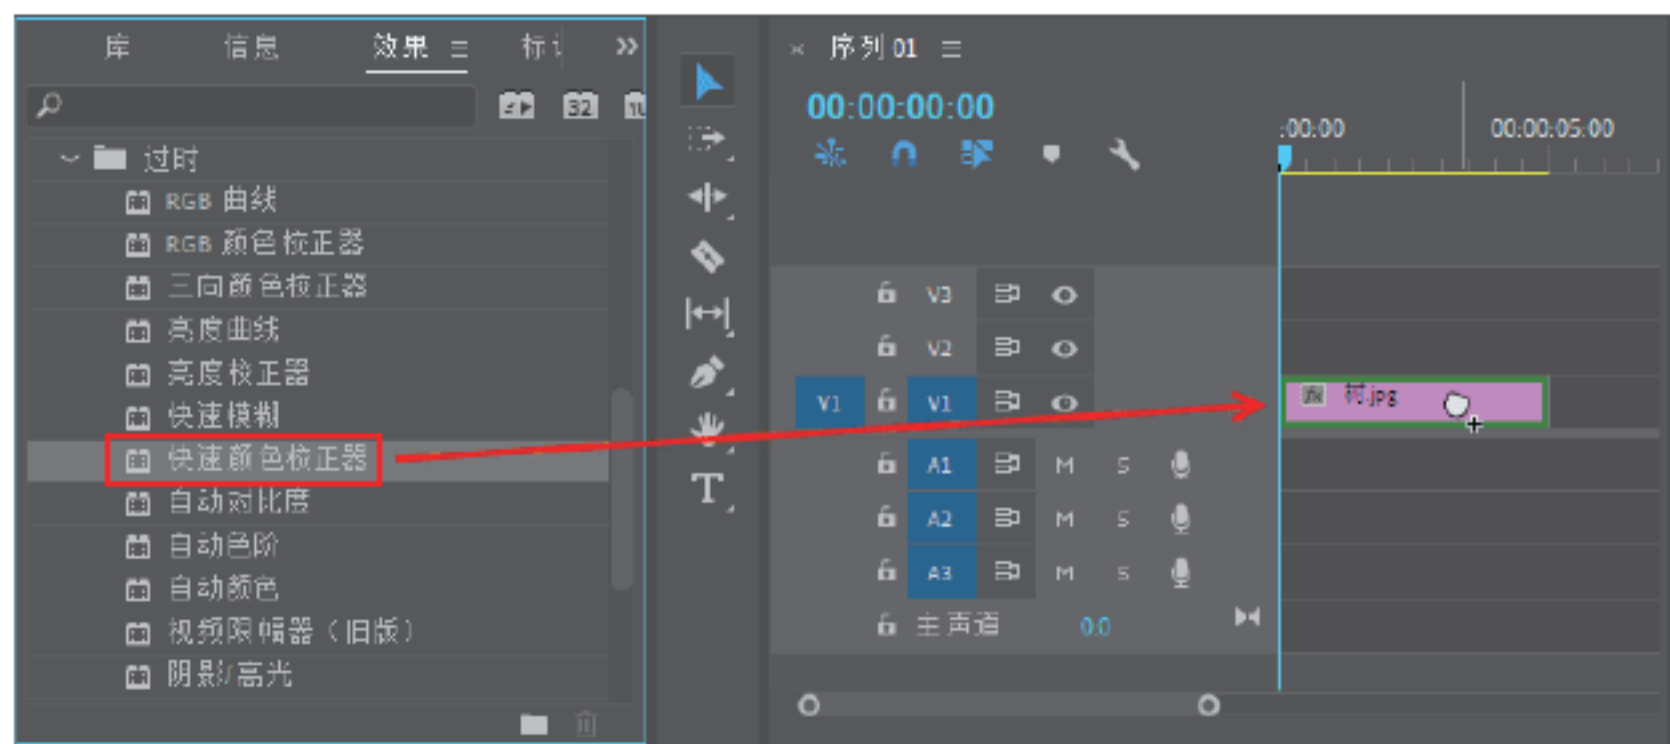 库 信息 效果 标
32
过时
RGB 曲线
RGB 颜色校正器
三向颜色校正器
亮度曲线
亮度校正器
快速模糊
快速颜色校正器
自动对比度
自动色阶
自动颜色
视频限幅器（旧版）
阴影/高光
T
× 序列 01
00:00:00:00
:00:00 00:00:05:00
V3
V2
V1 V1
fx 树.jpg
A1 M S
A2 M S
A3 M S
主声道 0.0